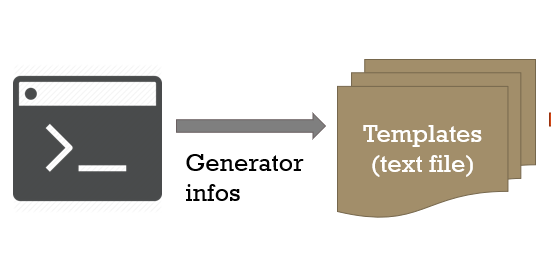 Generator
infos
Templates
(text file)